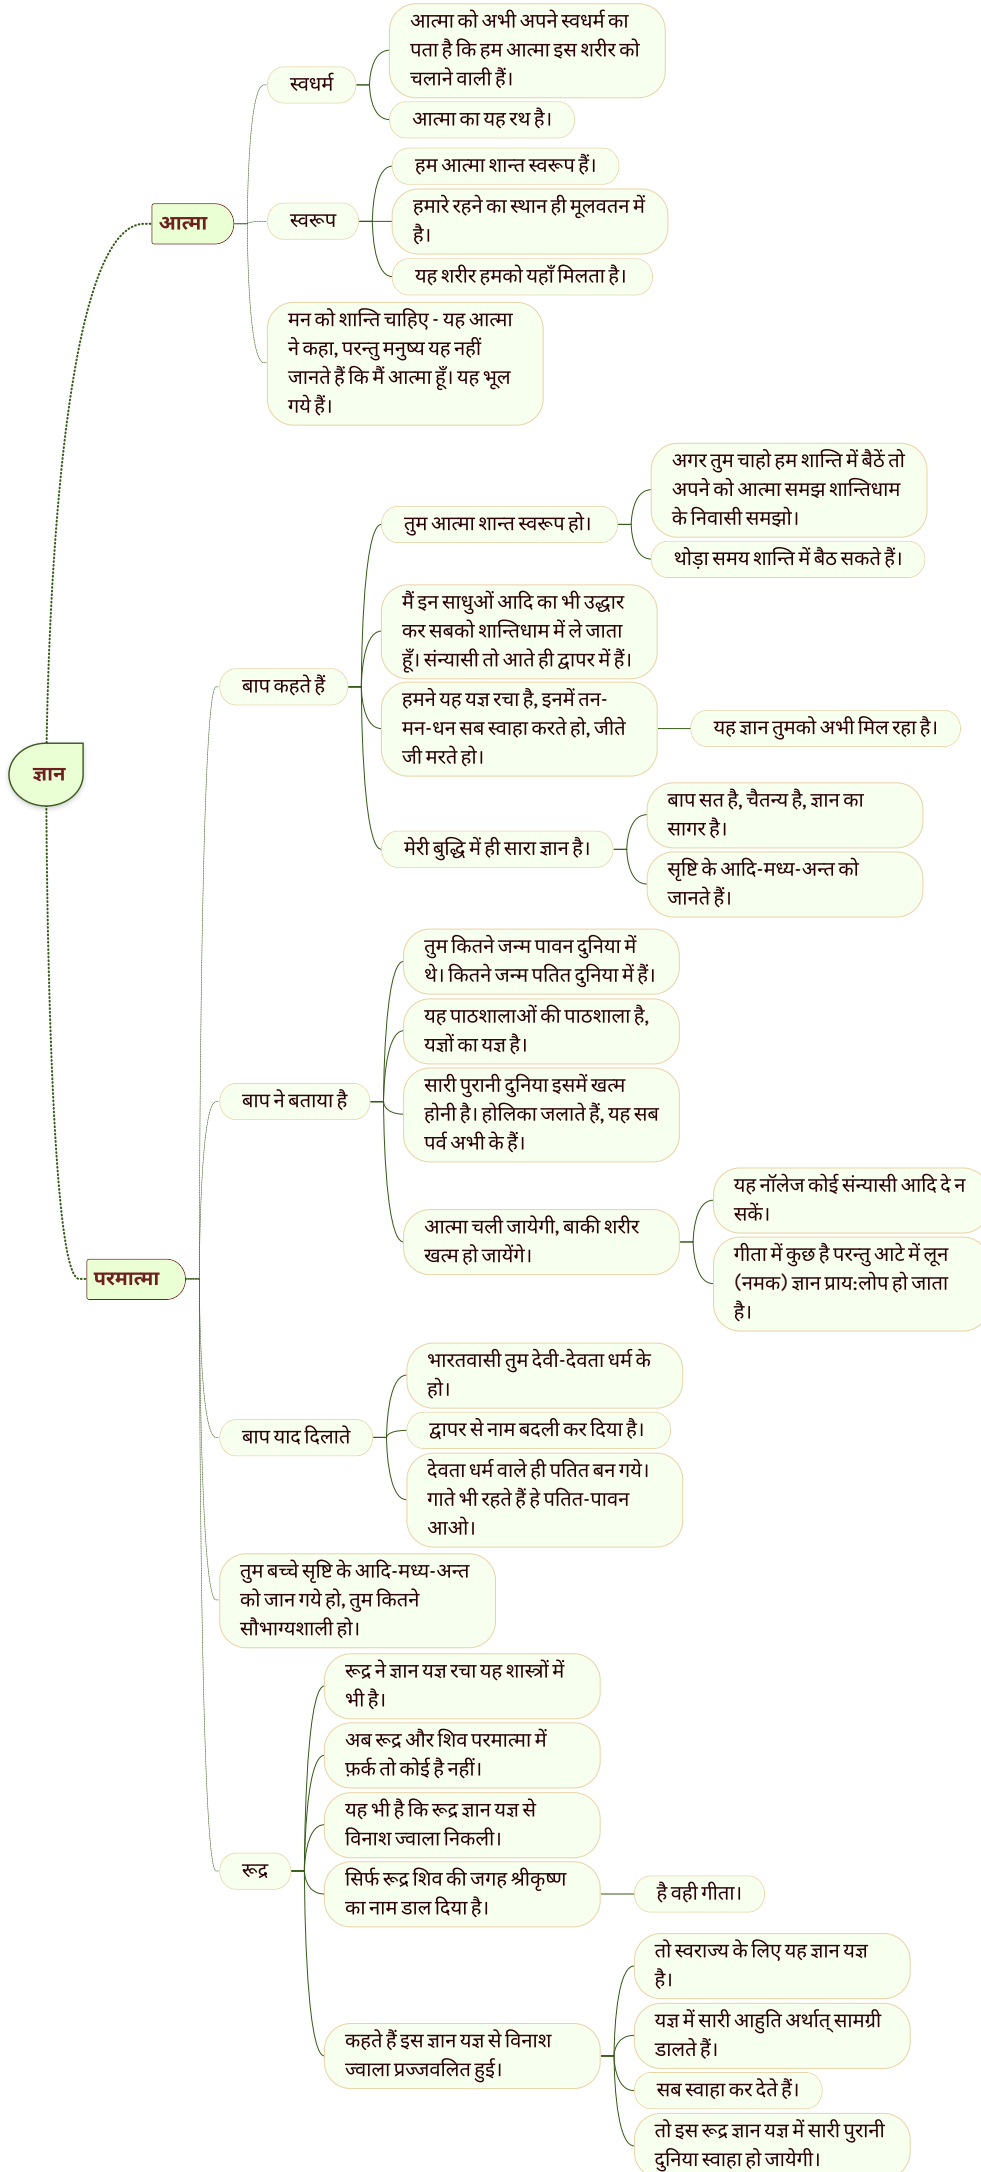 आत्मा को अभी अपने स्वधर्म का
पता है कि हम आत्मा इस शरीर को
चलाने वाली हैं।
स्वधर्म
आत्मा का यह रथ है।
हम आत्मा शान्त स्वरूप हैं।
हमारे रहने का स्थान ही मूलवतन में
है।
स्वरूप
आत्मा
यह शरीर हमको यहाँ मिलता है।
मन को शान्ति चाहिए - यह आत्मा
ने कहा, परन्तु मनुष्य यह नहीं
जानते हैं कि मैं आत्मा हूँ। यह भूल
गये हैं।
अगर तुम चाहो हम शान्ति में बैठें तो
अपने को आत्मा समझ शान्तिधाम
के निवासी समझो।
तुम आत्मा शान्त स्वरूप हो।
थोड़ा समय शान्ति में बैठ सकते हैं।
मैं इन साधुओं आदि का भी उद्धार
कर सबको शान्तिधाम में ले जाता
हूँ। संन्यासी तो आते ही द्वापर में हैं।
बाप कहते हैं
हमने यह यज्ञ रचा है, इनमें तन-
मन-धन सब स्वाहा करते हो, जीते
जी मरते हो।
यह ज्ञान तुमको अभी मिल रहा है।
ज्ञान
बाप सत है, चैतन्य है, ज्ञान का
सागर है।
मेरी बुद्धि में ही सारा ज्ञान है।
सृष्टि के आदि-मध्य-अन्त को
जानते हैं।
तुम कितने जन्म पावन दुनिया में
थे। कितने जन्म पतित दुनिया में हैं।
यह पाठशालाओं की पाठशाला है,
यज्ञों का यज्ञ है।
बाप ने बताया है
सारी पुरानी दुनिया इसमें खत्म
होनी है। होलिका जलाते हैं, यह सब
पर्व अभी के हैं।
यह नॉलेज कोई संन्यासी आदि दे न
सकें।
आत्मा चली जायेगी, बाकी शरीर
खत्म हो जायेंगे।
गीता में कुछ है परन्तु आटे में लून
(नमक) ज्ञान प्राय:लोप हो जाता
है।
परमात्मा
भारतवासी तुम देवी-देवता धर्म के
हो।
बाप याद दिलाते
द्वापर से नाम बदली कर दिया है।
देवता धर्म वाले ही पतित बन गये।
गाते भी रहते हैं हे पतित-पावन
आओ।
तुम बच्चे सृष्टि के आदि-मध्य-अन्त
को जान गये हो, तुम कितने
सौभाग्यशाली हो।
रूद्र ने ज्ञान यज्ञ रचा यह शास्त्रों में
भी है।
अब रूद्र और शिव परमात्मा में
फ़र्क तो कोई है नहीं।
यह भी है कि रूद्र ज्ञान यज्ञ से
विनाश ज्वाला निकली।
रूद्र
सिर्फ रूद्र शिव की जगह श्रीकृष्ण
का नाम डाल दिया है।
है वही गीता।
तो स्वराज्य के लिए यह ज्ञान यज्ञ
है।
यज्ञ में सारी आहुति अर्थात् सामग्री
डालते हैं।
कहते हैं इस ज्ञान यज्ञ से विनाश
ज्वाला प्रज्जवलित हुई।
सब स्वाहा कर देते हैं।
तो इस रूद्र ज्ञान यज्ञ में सारी पुरानी
दुनिया स्वाहा हो जायेगी।